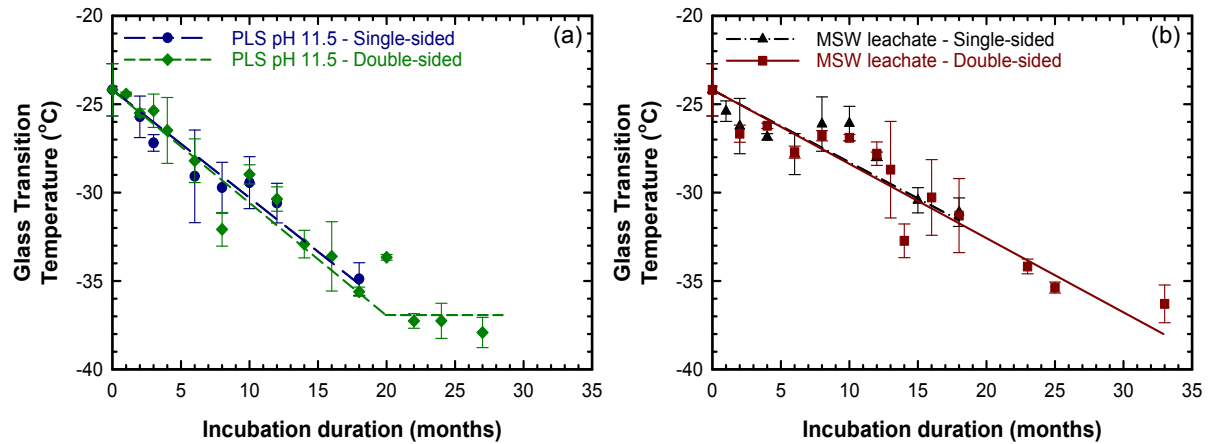 (a)
PLS pH 11.5 - Single-sided
PLS pH 11.5 - Double-sided
Glass Transition
Temperature (°C)
-20
-25
-30
-35
-40
0 5 10 15 20 25 30 35
Incubation duration (months)
(b)
MSW leachate - Single-sided
MSW leachate - Double-sided
Glass Transition
Temperature (°C)
-20
-25
-30
-35
-40
0 5 10 15 20 25 30 35
Incubation duration (months)